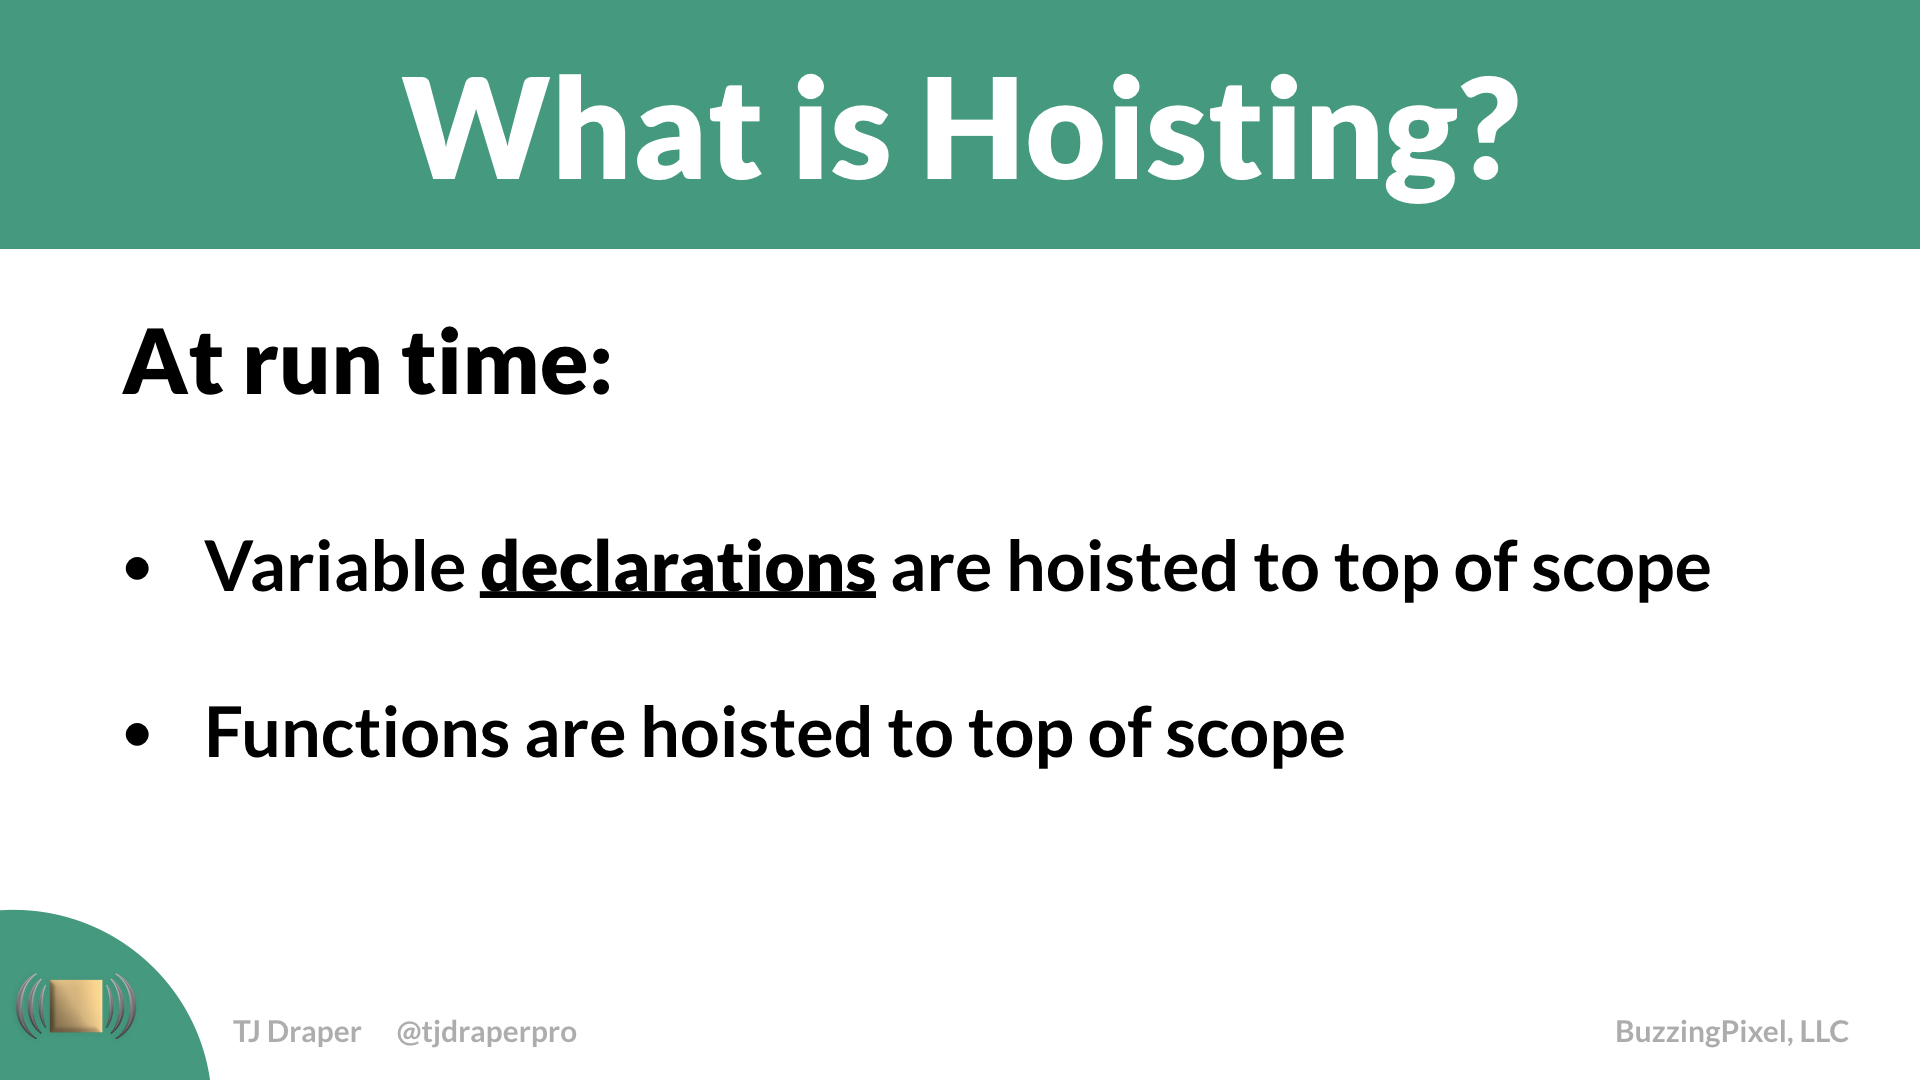 What is Hoisting?
At run time:
• Variable declarations are hoisted to top of scope
• Functions are hoisted to top of scope
TJ Draper @tjdraperpro
BuzzingPixel, LLC